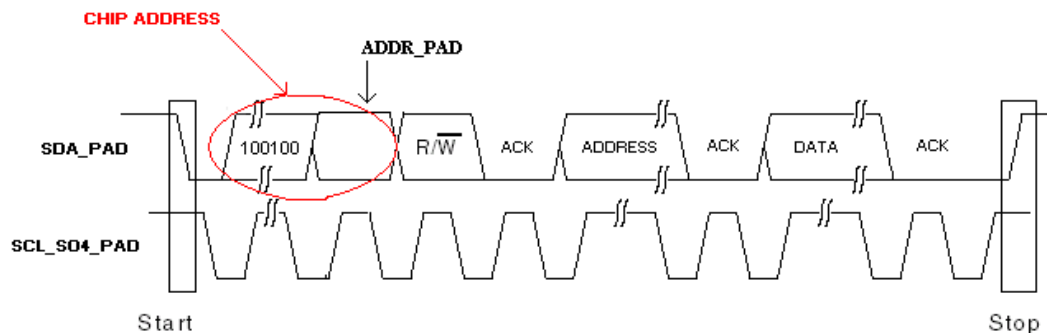 CHIP ADDRESS
ADDR_PAD
SDA_PAD
100100
R/W
ACK
ADDRESS
ACK
DATA
ACK
SCL_SO4_PAD
Start
Stop